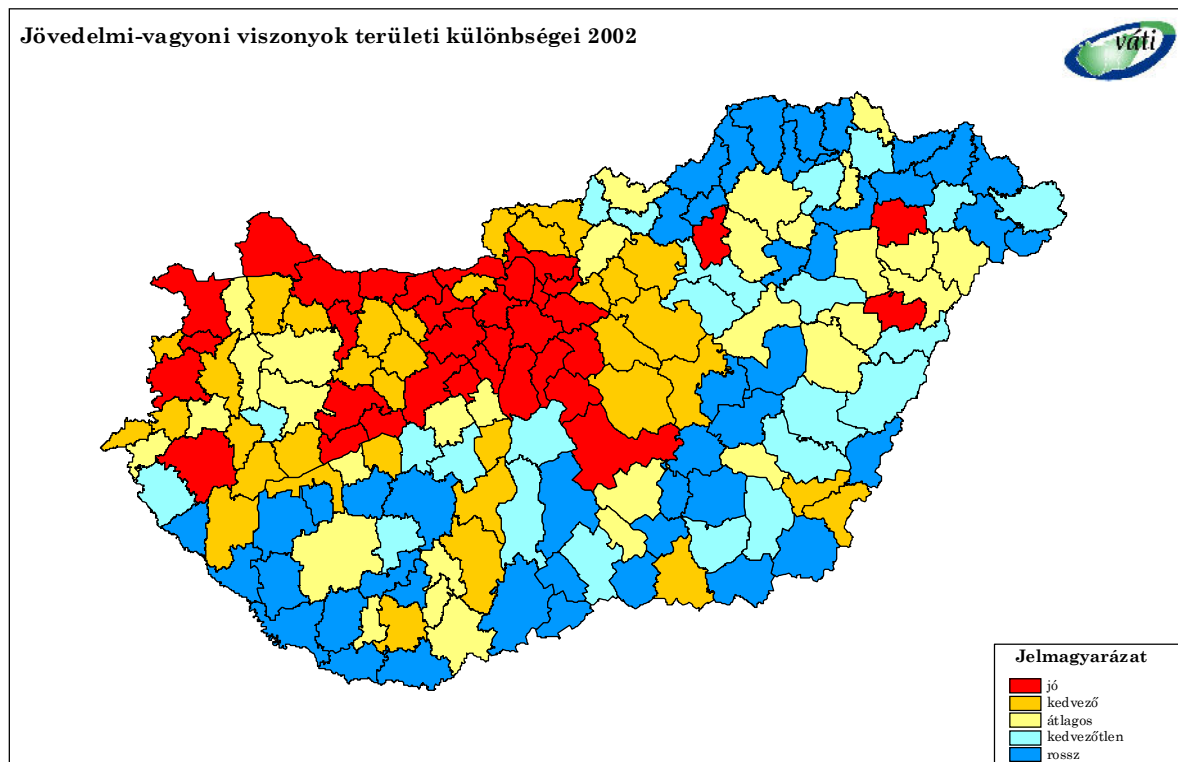 Jövedelmi-vagyoni viszonyok területi különbségei 2002
váti
Jelmagyarázat
jó
kedvező
átlagos
kedvezőtlen
rossz